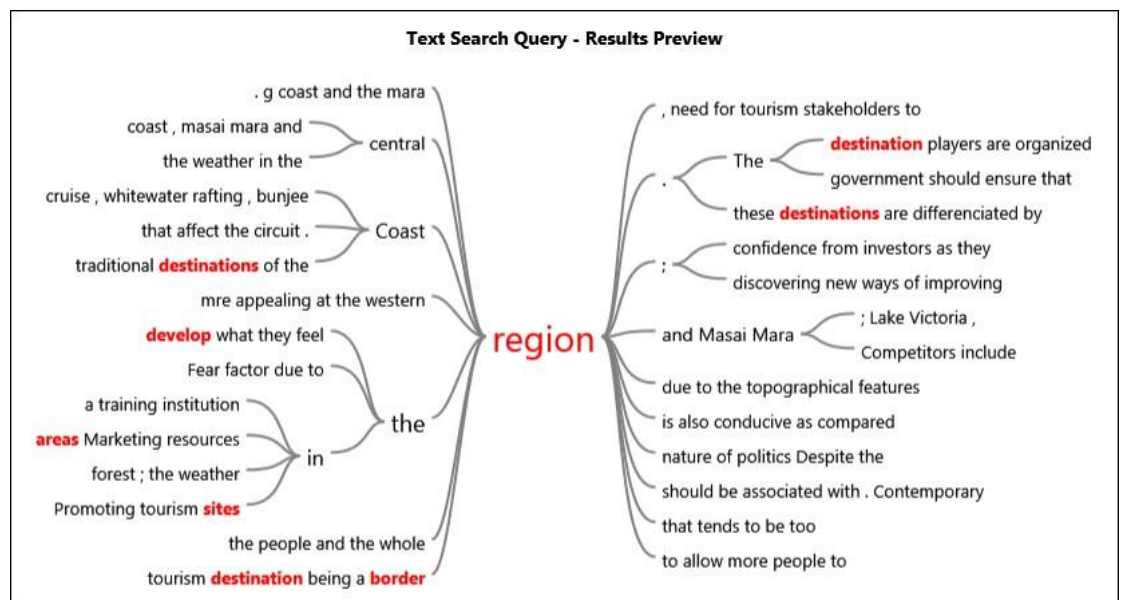 Text Search Query - Results Preview
. g coast and the mara
coast , masai mara and
the weather in the
central
cruise , whitewater rafting , bunjee
that affect the circuit .
traditional destinations of the
Coast
mre appealing at the western
develop what they feel
Fear factor due to
a training institution
areas Marketing resources
forest ; the weather
Promoting tourism sites
in
the
the people and the whole
tourism destination being a border
region
, need for tourism stakeholders to
.
The
destination players are organized
government should ensure that
these destinations are differenciated by
;
confidence from investors as they
discovering new ways of improving
and Masai Mara
; Lake Victoria ,
Competitors include
due to the topographical features
is also conducive as compared
nature of politics Despite the
should be associated with . Contemporary
that tends to be too
to allow more people to